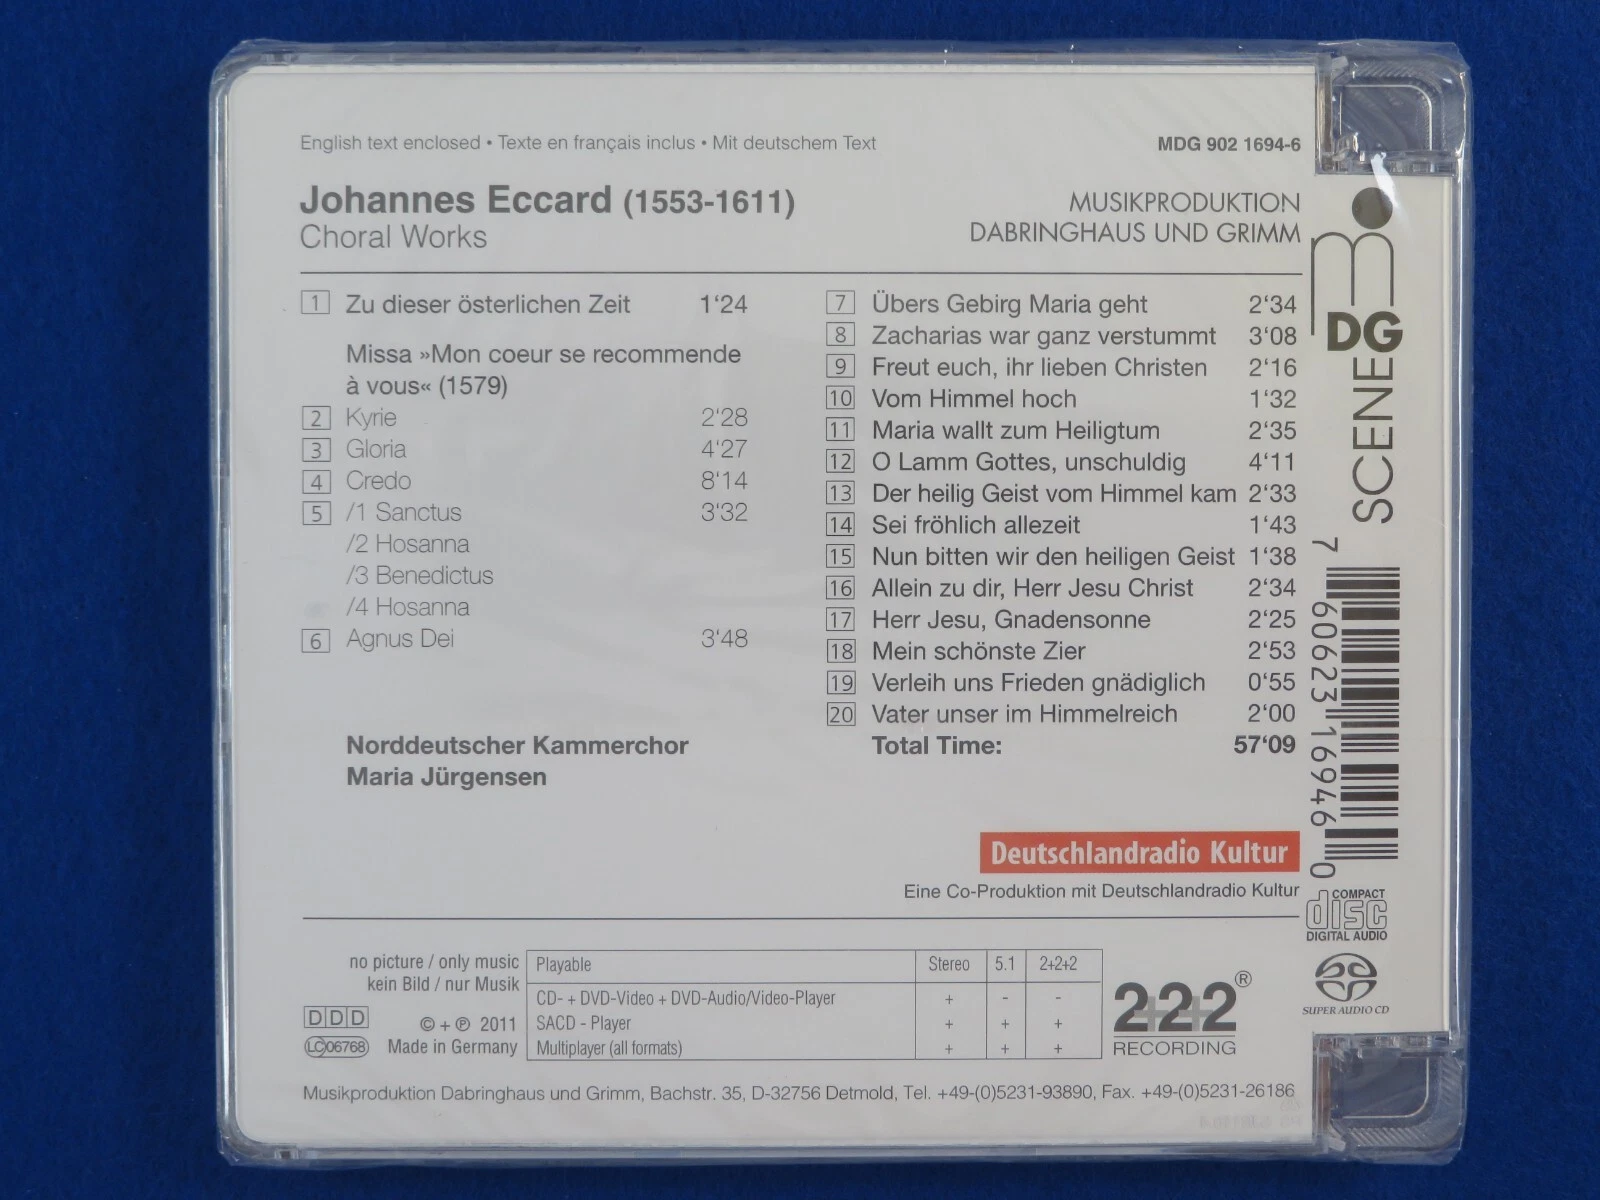 English text enclosed • Texte en français inclus • Mit deutschem Text
MDG 902 1694-6
Johannes Eccard (1553-1611)
Choral Works
MUSIKPRODUKTION
DABRINGHAUS UND GRIMM
1 Zu dieser österlichen Zeit 1‘24
Missa »Mon coeur se recommende
à vous« (1579)
2 Kyrie 2‘28
3 Gloria 4‘27
4 Credo 8‘14
5 /1 Sanctus 3‘32
/2 Hosanna
/3 Benedictus
/4 Hosanna
6 Agnus Dei 3‘48
Norddeutscher Kammerchor
Maria Jürgensen
7 Übers Gebirg Maria geht 2‘34
8 Zacharias war ganz verstummt 3‘08
9 Freut euch, ihr lieben Christen 2‘16
10 Vom Himmel hoch 1‘32
11 Maria wallt zum Heiligtum 2‘35
12 O Lamm Gottes, unschuldig 4‘11
13 Der heilig Geist vom Himmel kam 2‘33
14 Sei fröhlich allezeit 1‘43
15 Nun bitten wir den heiligen Geist 1‘38
16 Allein zu dir, Herr Jesu Christ 2‘34
17 Herr Jesu, Gnadensonne 2‘25
18 Mein schönste Zier 2‘53
19 Verleih uns Frieden gnädiglich 0‘55
20 Vater unser im Himmelreich 2‘00
Total Time: 57‘09
Deutschlandradio Kultur
Eine Co-Produktion mit Deutschlandradio Kultur
DG
SCENE
7 60623 16946 0
COMPACT
disc
DIGITAL AUDIO
SUPER AUDIO CD
no picture / only music
kein Bild / nur Musik
DDD
LC 06768
© + ℗ 2011
Made in Germany
Playable Stereo 5.1 2+2+2
CD- + DVD-Video + DVD-Audio/Video-Player + - -
SACD - Player + + +
Multiplayer (all formats) + + +
2+2+2®
RECORDING
Musikproduktion Dabringhaus und Grimm, Bachstr. 35, D-32756 Detmold, Tel. +49-(0)5231-93890, Fax. +49-(0)5231-26186